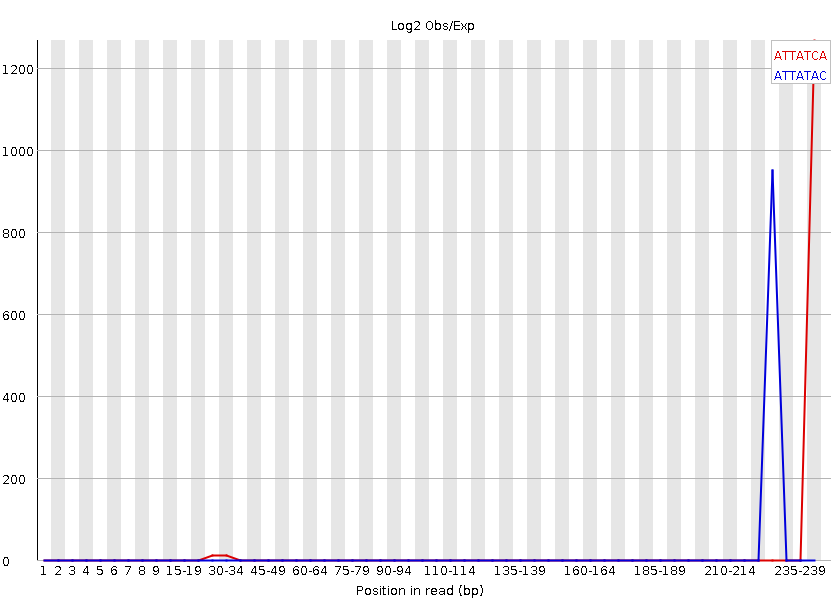 Log2 Obs/Exp
ATTATCA
ATTATAC
1200
1000
800
600
400
200
0
1 2 3 4 5 6 7 8 9 15-19 30-34 45-49 60-64 75-79 90-94 110-114 135-139 160-164 185-189 210-214 235-239
Position in read (bp)